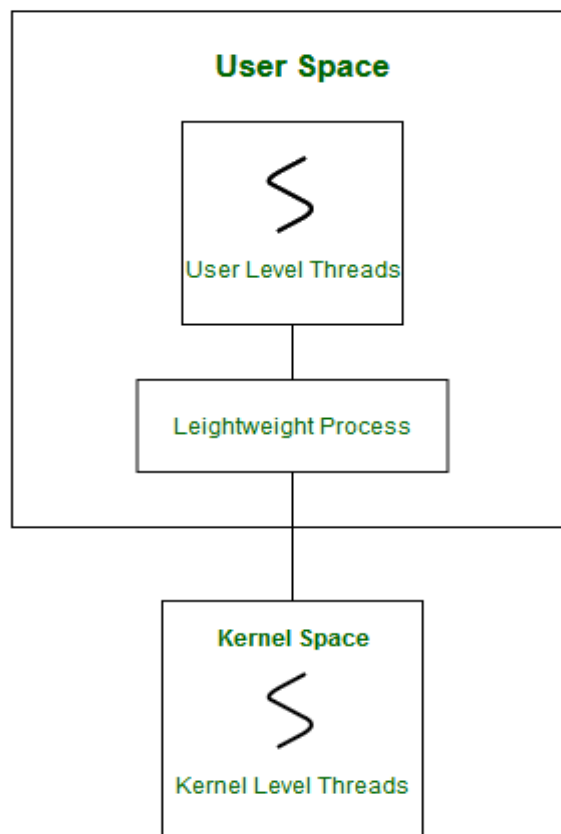 User Space
User Level Threads
Leightweight Process
Kernel Space
Kernel Level Threads